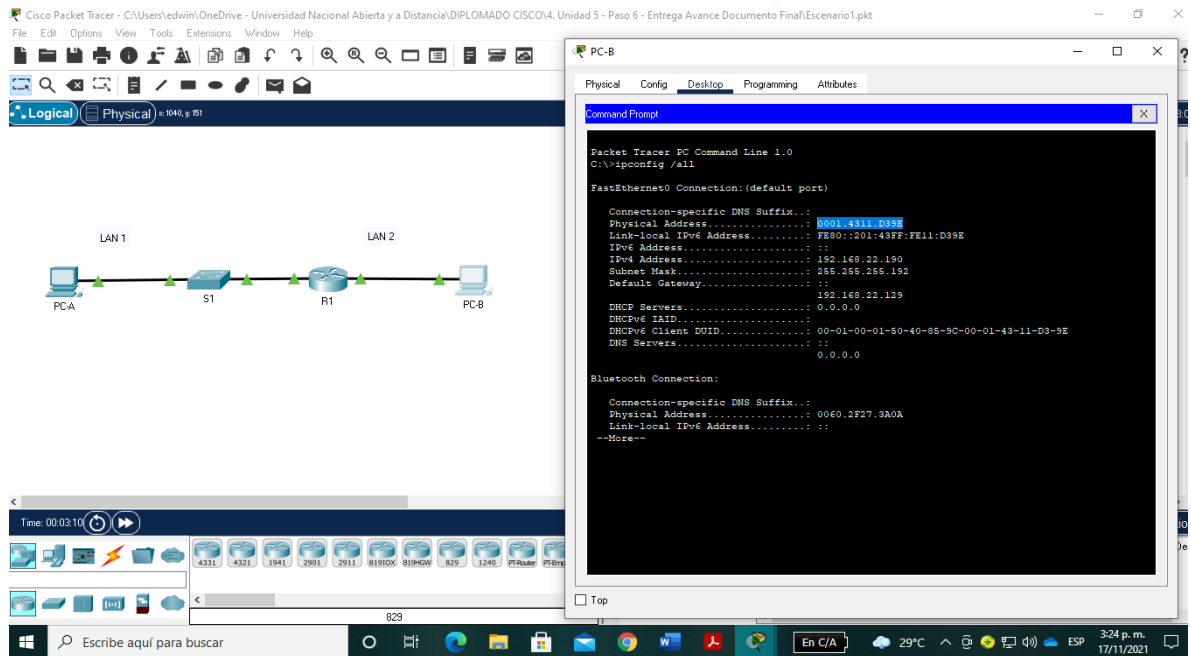 Cisco Packet Tracer - C:\Users\edwin\OneDrive - Universidad Nacional Abierta y a Distancia\DIPLOMADO CISCO\4. Unidad 5 - Paso 6 - Entrega Avance Documento Final\Escenario1.pkt
File Edit Options View Tools Extensions Window Help
Logical Physical x: 1040, y: 151
LAN 1
LAN 2
PC-A
S1
R1
PC-B
PC-B
Physical Config Desktop Programming Attributes
Command Prompt
X
Packet Tracer PC Command Line 1.0
C:\>ipconfig /all
FastEthernet0 Connection:(default port)
Connection-specific DNS Suffix..:
Physical Address................: 0001.4311.D39E
Link-local IPv6 Address.........: FE80::201:43FF:FE11:D39E
IPv6 Address....................: ::
IPv4 Address....................: 192.168.22.190
Subnet Mask.....................: 255.255.255.192
Default Gateway.................: ::
192.168.22.129
DHCP Servers....................: 0.0.0.0
DHCPv6 IAID.....................:
DHCPv6 Client DUID..............: 00-01-00-01-50-40-85-9C-00-01-43-11-D3-9E
DNS Servers.....................: ::
0.0.0.0
Bluetooth Connection:
Connection-specific DNS Suffix..:
Physical Address................: 0060.2F27.3A0A
Link-local IPv6 Address.........: ::
--More--
Top
Time: 00:03:10
4331 4321 1941 2901 2911 819IOX 819HGW 829 1240 PT-Router PT-Emp
829
Escribe aquí para buscar
En C/A
29°C
ESP
3:24 p. m.
17/11/2021